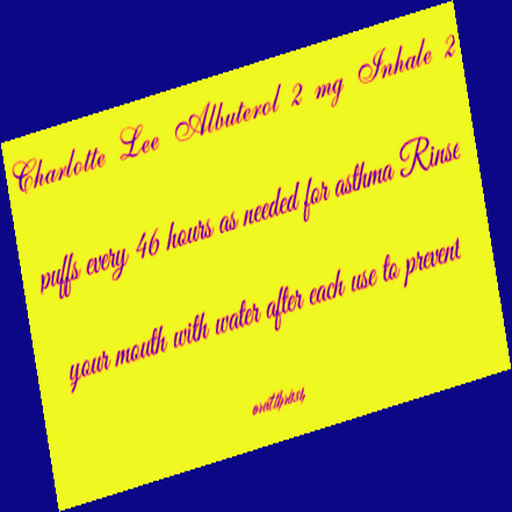 Charlotte Lee Albuterol 2 mg Inhale 2
puffs every 46 hours as needed for asthma Rinse
your mouth with water after each use to prevent